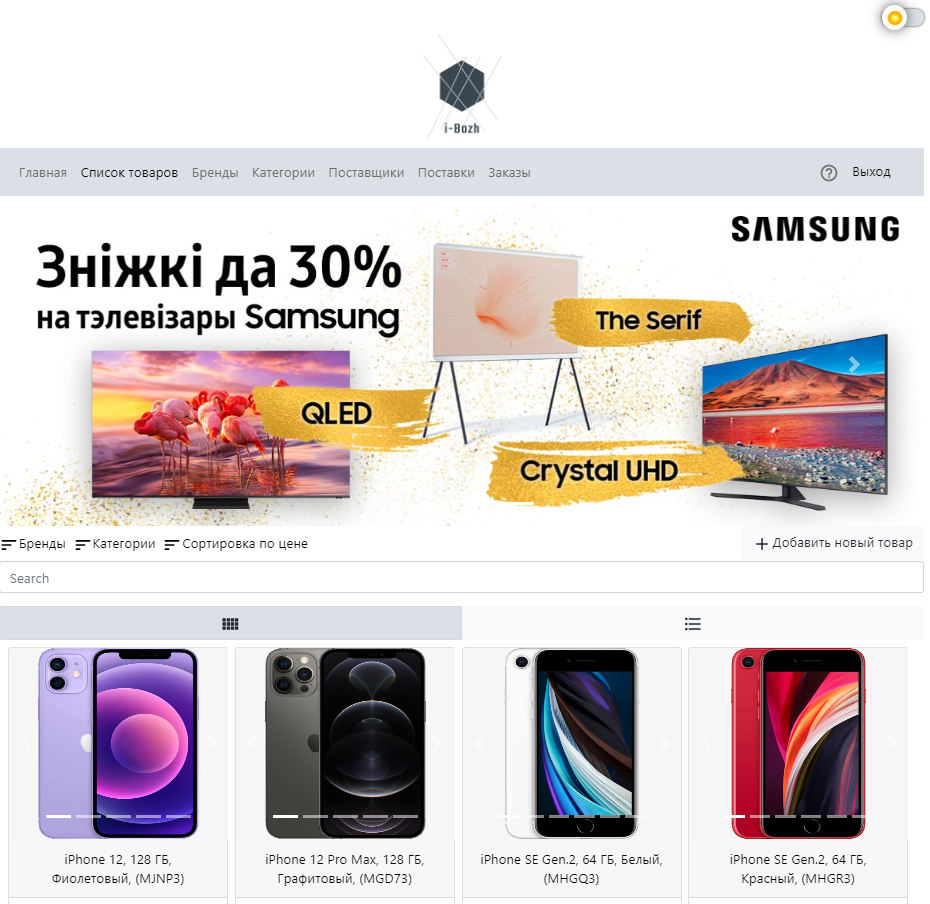 i-Bozh
Главная Список товаров Бренды Категории Поставщики Поставки Заказы Выход
SAMSUNG
Зніжкі да 30%
на тэлевізары Samsung
The Serif
QLED
Crystal UHD
Бренды Категории Сортировка по цене Добавить новый товар
Search
iPhone 12, 128 ГБ,
Фиолетовый, (MJNP3)
iPhone 12 Pro Max, 128 ГБ,
Графитовый, (MGD73)
iPhone SE Gen.2, 64 ГБ, Белый,
(MHGQ3)
iPhone SE Gen.2, 64 ГБ,
Красный, (MHGR3)